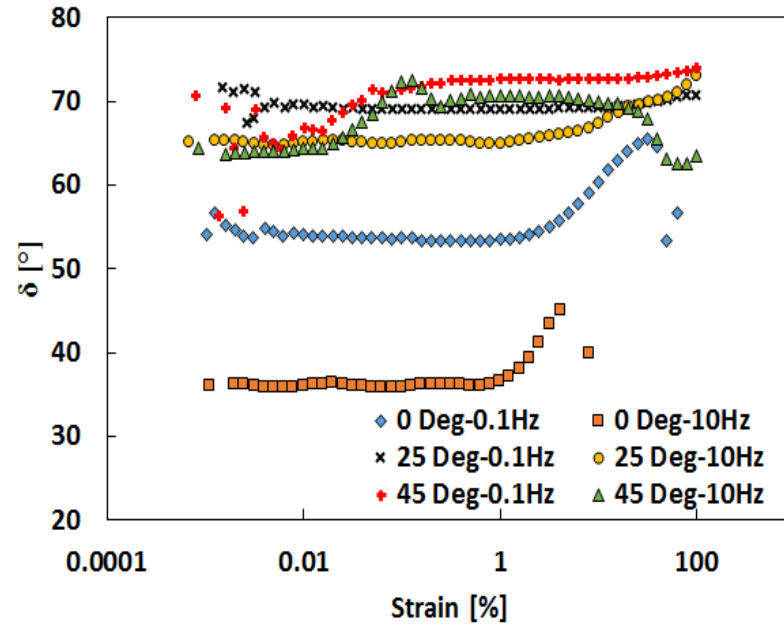 80
70
60
50
40
30
20
δ [°]
0 Deg-0.1Hz 0 Deg-10Hz
25 Deg-0.1Hz 25 Deg-10Hz
45 Deg-0.1Hz 45 Deg-10Hz
0.0001 0.01 1 100
Strain [%]